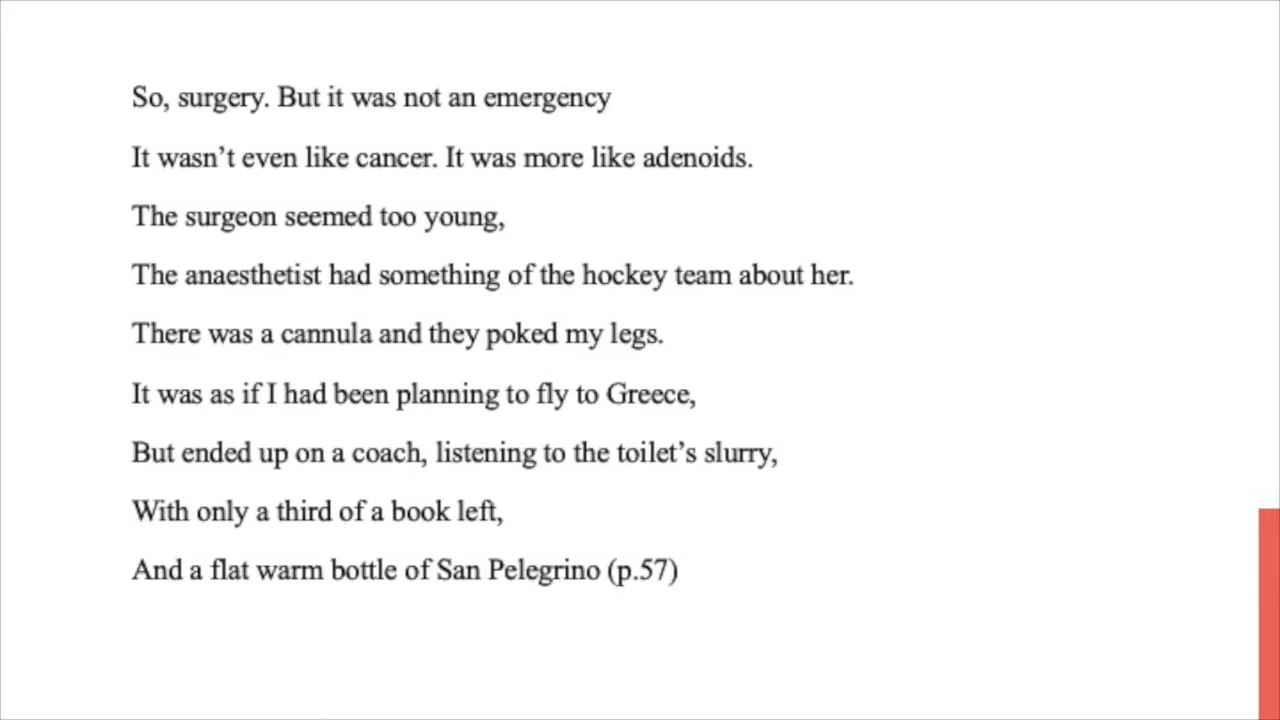 So, surgery. But it was not an emergency
It wasn’t even like cancer. It was more like adenoids.
The surgeon seemed too young,
The anaesthetist had something of the hockey team about her.
There was a cannula and they poked my legs.
It was as if I had been planning to fly to Greece,
But ended up on a coach, listening to the toilet’s slurry,
With only a third of a book left,
And a flat warm bottle of San Pelegrino (p.57)